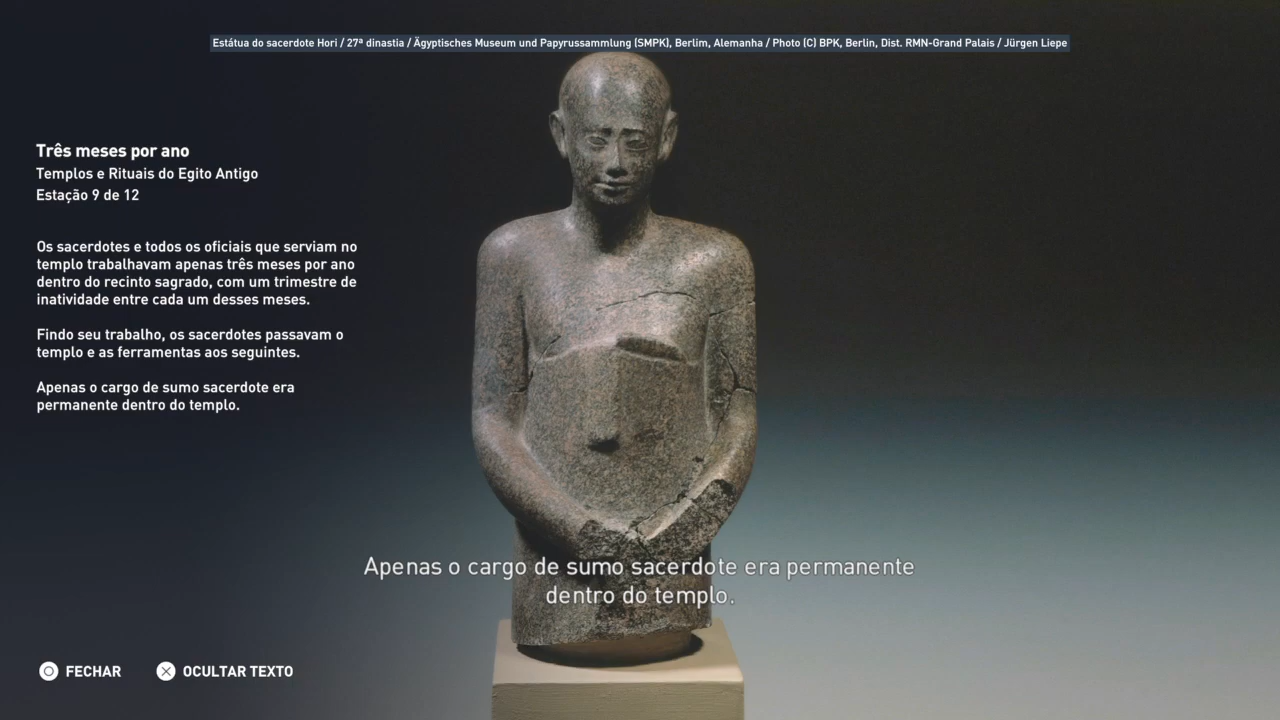 Estátua do sacerdote Hori / 27ª dinastia / Ägyptisches Museum und Papyrussammlung (SMPK), Berlim, Alemanha / Photo (C) BPK, Berlin, Dist. RMN-Grand Palais / Jürgen Liepe
Três meses por ano
Templos e Rituais do Egito Antigo
Estação 9 de 12
Os sacerdotes e todos os oficiais que serviam no
templo trabalhavam apenas três meses por ano
dentro do recinto sagrado, com um trimestre de
inatividade entre cada um desses meses.
Findo seu trabalho, os sacerdotes passavam o
templo e as ferramentas aos seguintes.
Apenas o cargo de sumo sacerdote era
permanente dentro do templo.
Apenas o cargo de sumo sacerdote era permanente
dentro do templo.
FECHAR
OCULTAR TEXTO